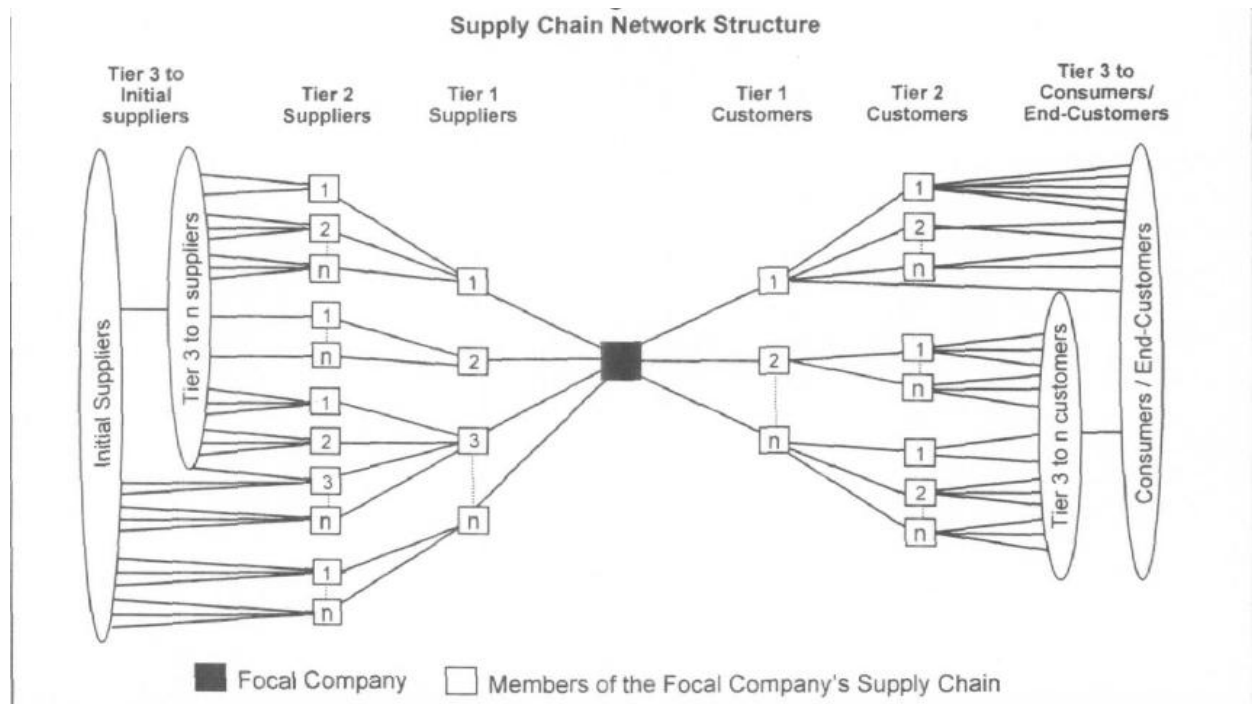 Supply Chain Network Structure
Tier 3 to
Initial
suppliers
Tier 2
Suppliers
Tier 1
Suppliers
Tier 1
Customers
Tier 2
Customers
Tier 3 to
Consumers/
End-Customers
Initial Suppliers
Tier 3 to n suppliers
1
2
n
1
n
1
2
3
n
1
n
1
2
3
n
1
2
n
1
2
n
1
n
1
2
n
Tier 3 to n customers
Consumers / End-Customers
Focal Company
Members of the Focal Company's Supply Chain